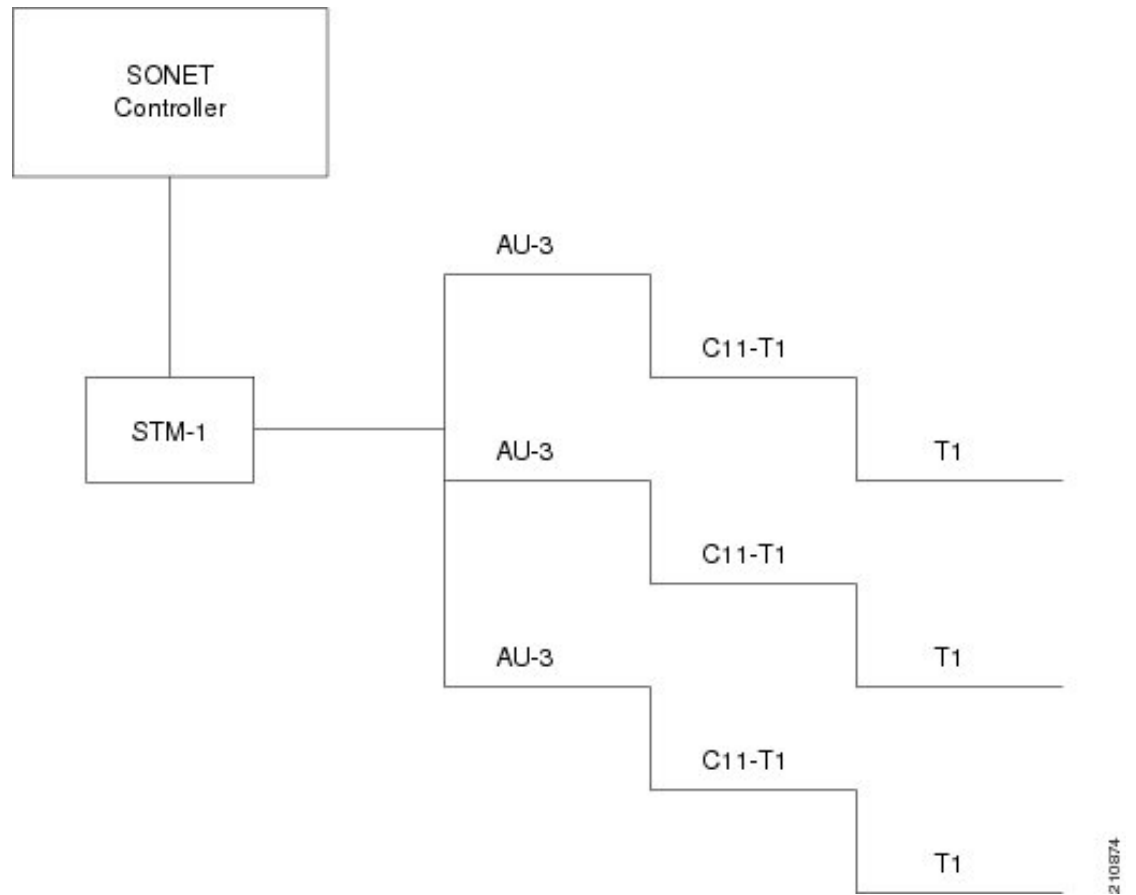 SONET
Controller
AU-3
C11-T1
STM-1
AU-3
T1
C11-T1
AU-3
T1
C11-T1
T1
210874